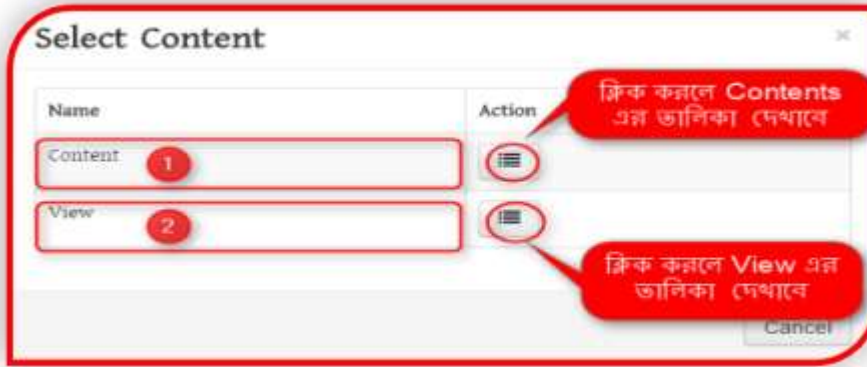 Select Content
×
Name
Action
ক্লিক করলে Contents
এর তালিকা দেখাবে
Content
1
View
2
ক্লিক করলে View এর
তালিকা দেখাবে
Cancel